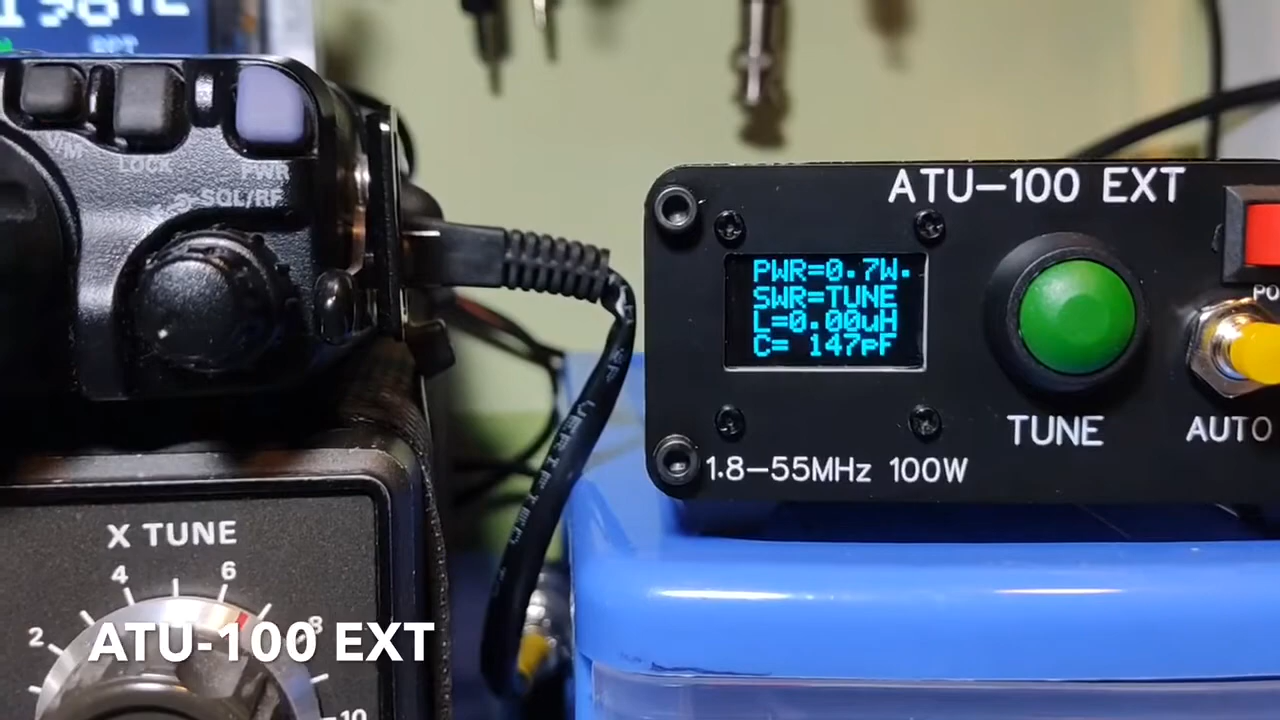 V/M
LOCK
PWR
SQL/RF
ATU-100 EXT
PWR=0.7W.
SWR=TUNE
L=0.00uH
C= 147pF
TUNE
AUTO
1.8-55MHz 100W
X TUNE
2
4
6
8
10
ATU-100 EXT